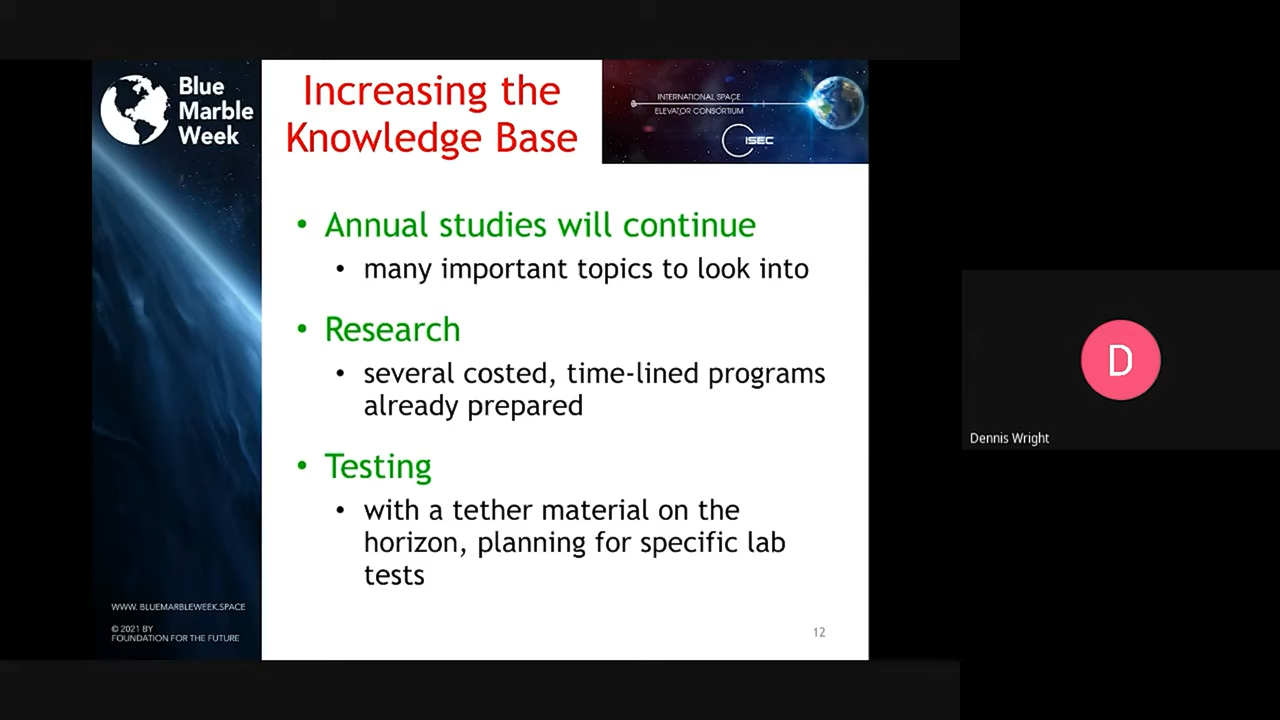 Blue
Marble
Week
Increasing the
Knowledge Base
INTERNATIONAL SPACE
ELEVATOR CONSORTIUM
ISEC
• Annual studies will continue
• many important topics to look into
• Research
• several costed, time-lined programs
already prepared
• Testing
• with a tether material on the
horizon, planning for specific lab
tests
WWW. BLUEMARBLEWEEK.SPACE
© 2021 BY
FOUNDATION FOR THE FUTURE
12
D
Dennis Wright